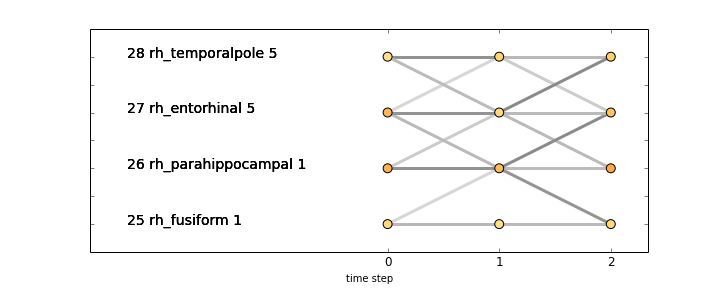 28 rh_temporalpole 5
27 rh_entorhinal 5
26 rh_parahippocampal 1
25 rh_fusiform 1
0 1 2
time step